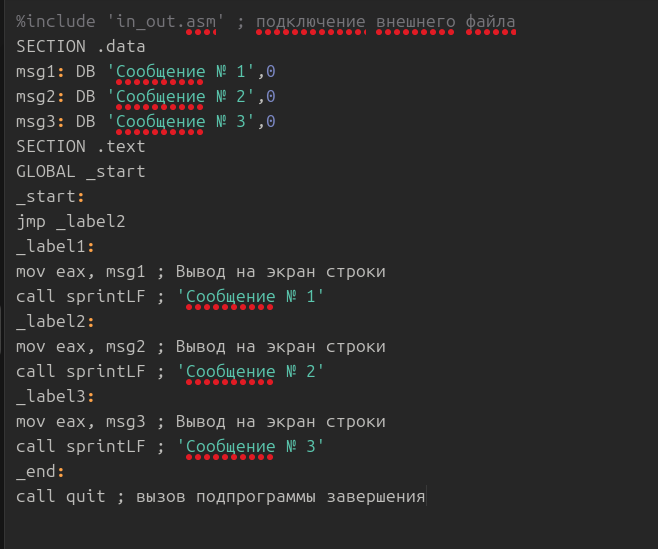 %include 'in_out.asm' ; подключение внешнего файла
SECTION .data
msg1: DB 'Сообщение № 1',0
msg2: DB 'Сообщение № 2',0
msg3: DB 'Сообщение № 3',0
SECTION .text
GLOBAL _start
_start:
jmp _label2
_label1:
mov eax, msg1 ; Вывод на экран строки
call sprintLF ; 'Сообщение № 1'
_label2:
mov eax, msg2 ; Вывод на экран строки
call sprintLF ; 'Сообщение № 2'
_label3:
mov eax, msg3 ; Вывод на экран строки
call sprintLF ; 'Сообщение № 3'
_end:
call quit ; вызов подпрограммы завершения